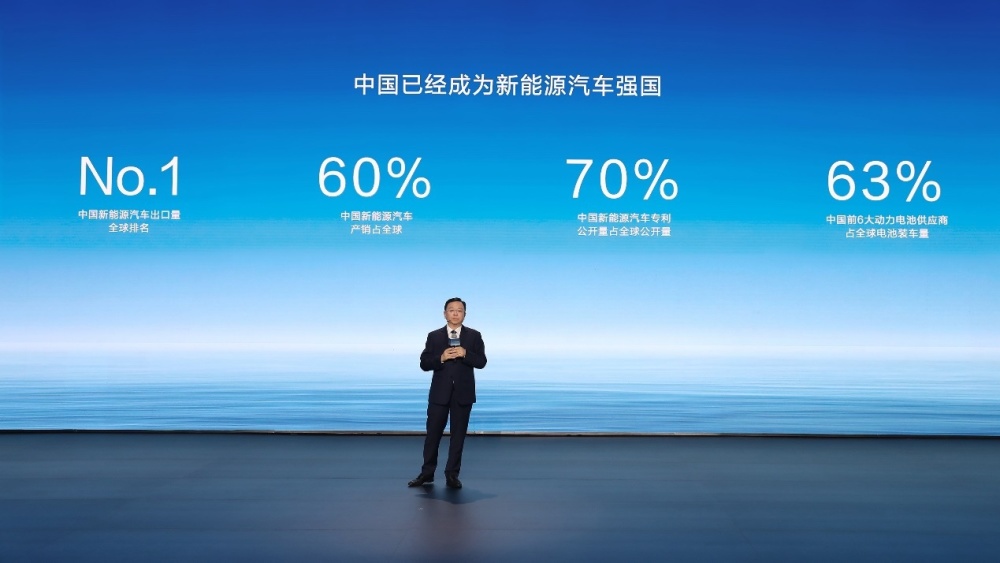 中国已经成为新能源汽车强国
No.1
中国新能源汽车出口量
全球排名
60%
中国新能源汽车
产销占全球
70%
中国新能源汽车专利
公开量占全球公开量
63%
中国前6大动力电池供应商
占全球电池装车量